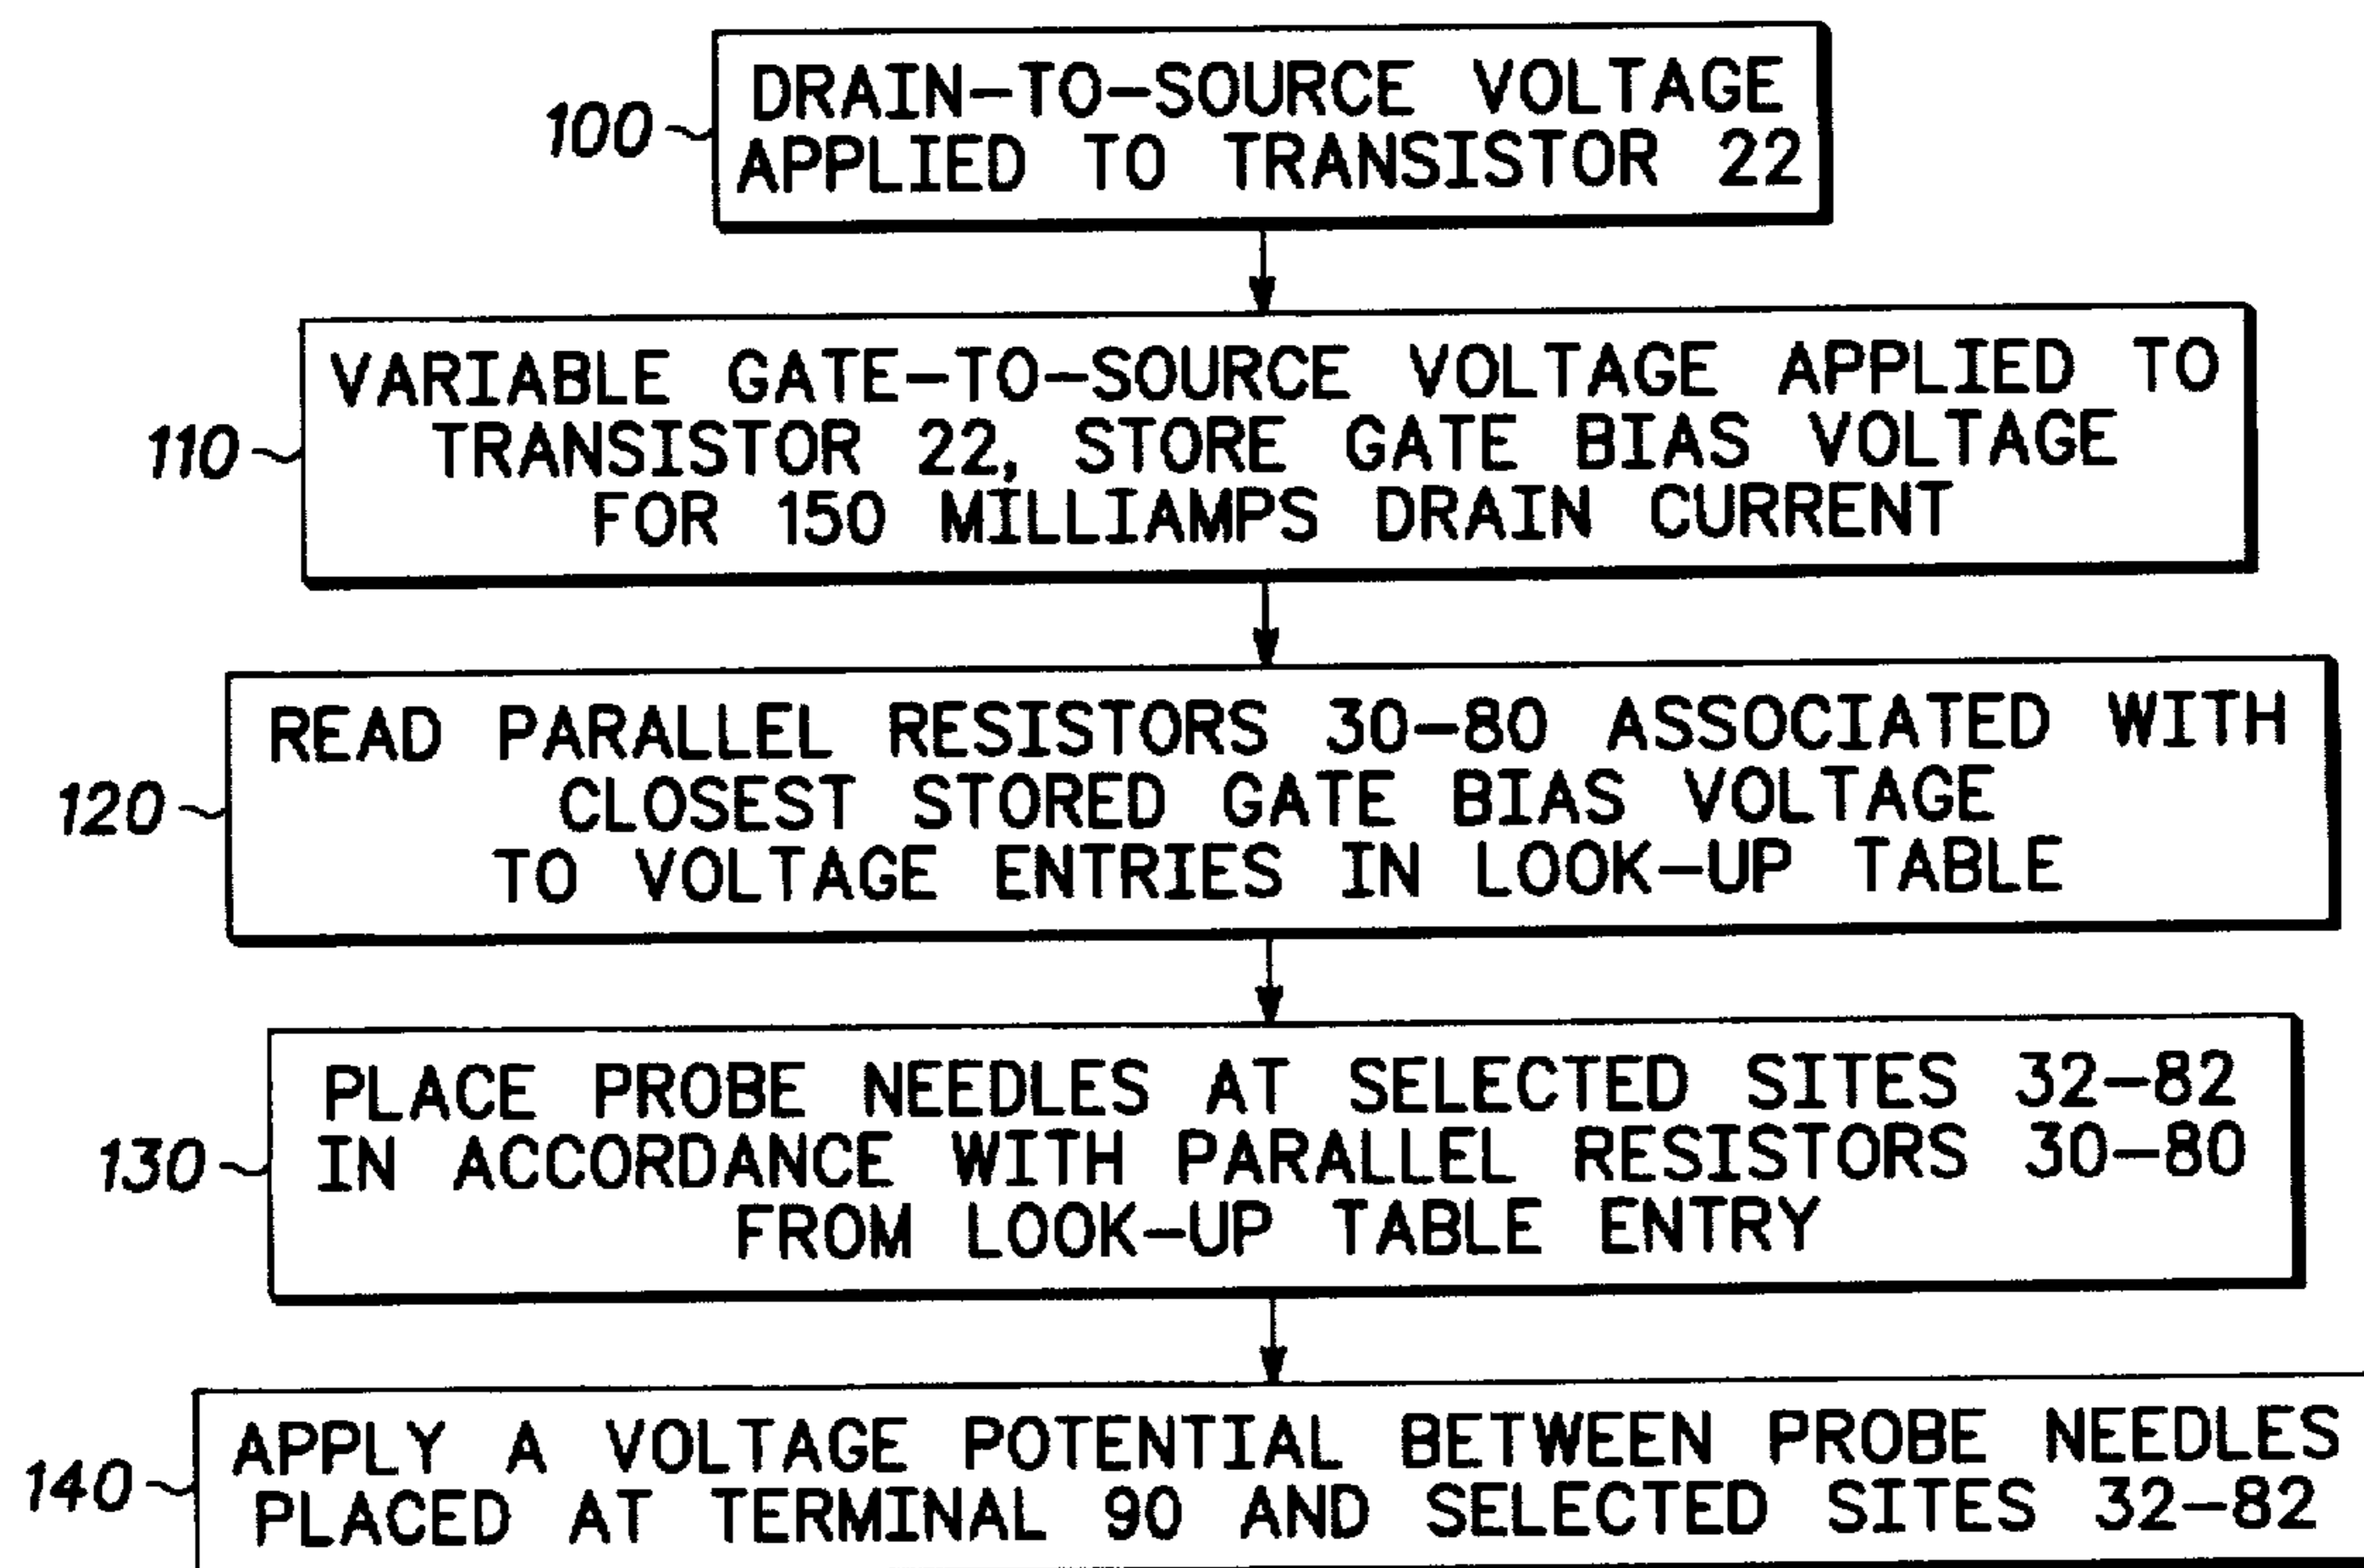 100
DRAIN-TO-SOURCE VOLTAGE
APPLIED TO TRANSISTOR 22
110
VARIABLE GATE-TO-SOURCE VOLTAGE APPLIED TO
TRANSISTOR 22, STORE GATE BIAS VOLTAGE
FOR 150 MILLIAMPS DRAIN CURRENT
120
READ PARALLEL RESISTORS 30-80 ASSOCIATED WITH
CLOSEST STORED GATE BIAS VOLTAGE
TO VOLTAGE ENTRIES IN LOOK-UP TABLE
130
PLACE PROBE NEEDLES AT SELECTED SITES 32-82
IN ACCORDANCE WITH PARALLEL RESISTORS 30-80
FROM LOOK-UP TABLE ENTRY
140
APPLY A VOLTAGE POTENTIAL BETWEEN PROBE NEEDLES
PLACED AT TERMINAL 90 AND SELECTED SITES 32-82